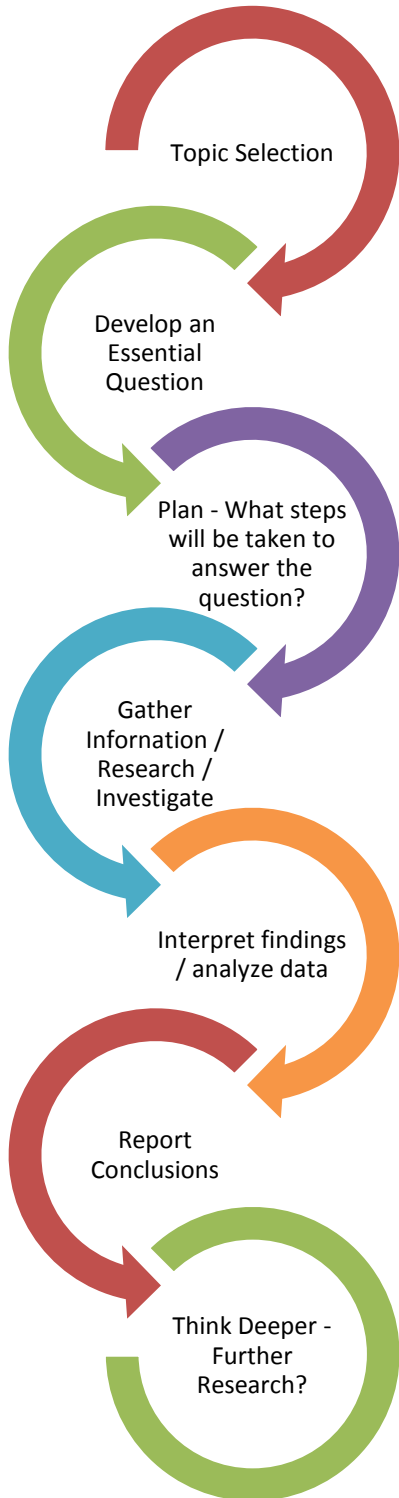 Topic Selection
Develop an
Essential
Question
Plan - What steps
will be taken to
answer the
question?
Gather
Infornation /
Research /
Investigate
Interpret findings
/ analyze data
Report
Conclusions
Think Deeper -
Further
Research?